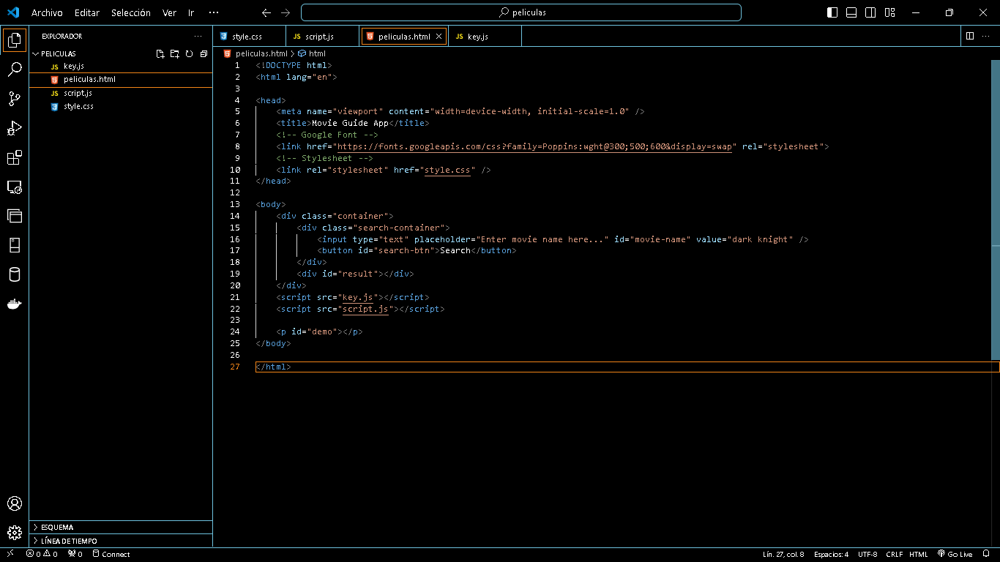 Archivo Editar Selección Ver Ir ···
peliculas
EXPLORADOR ···
PELICULAS
key.js
peliculas.html
script.js
style.css
ESQUEMA
LÍNEA DE TIEMPO
style.css
script.js
peliculas.html
key.js
peliculas.html > html
1 <!DOCTYPE html>
2 <html lang="en">
3
4 <head>
5 <meta name="viewport" content="width=device-width, initial-scale=1.0" />
6 <title>Movie Guide App</title>
7 <!-- Google Font -->
8 <link href="https://fonts.googleapis.com/css?family=Poppins:wght@300;500;600&display=swap" rel="stylesheet">
9 <!-- Stylesheet -->
10 <link rel="stylesheet" href="style.css" />
11 </head>
12
13 <body>
14 <div class="container">
15 <div class="search-container">
16 <input type="text" placeholder="Enter movie name here..." id="movie-name" value="dark knight" />
17 <button id="search-btn">Search</button>
18 </div>
19 <div id="result"></div>
20 </div>
21 <script src="key.js"></script>
22 <script src="script.js"></script>
23
24 <p id="demo"></p>
25 </body>
26
27 </html>
0 0 0 Connect
Lín. 27, col. 8 Espacios: 4 UTF-8 CRLF HTML Go Live